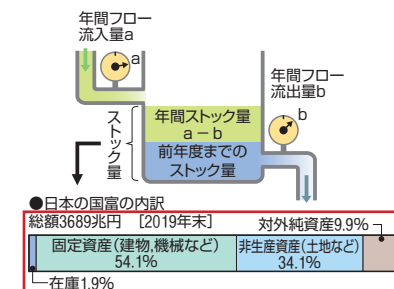 年間フロー
流入量a
a
年間フロー
流出量b
b
ストック量
年間ストック量
a－b
前年度までの
ストック量
●日本の国富の内訳
総額3689兆円 [2019年末]
対外純資産9.9%
固定資産(建物,機械など)
54.1%
非生産資産(土地など)
34.1%
在庫1.9%